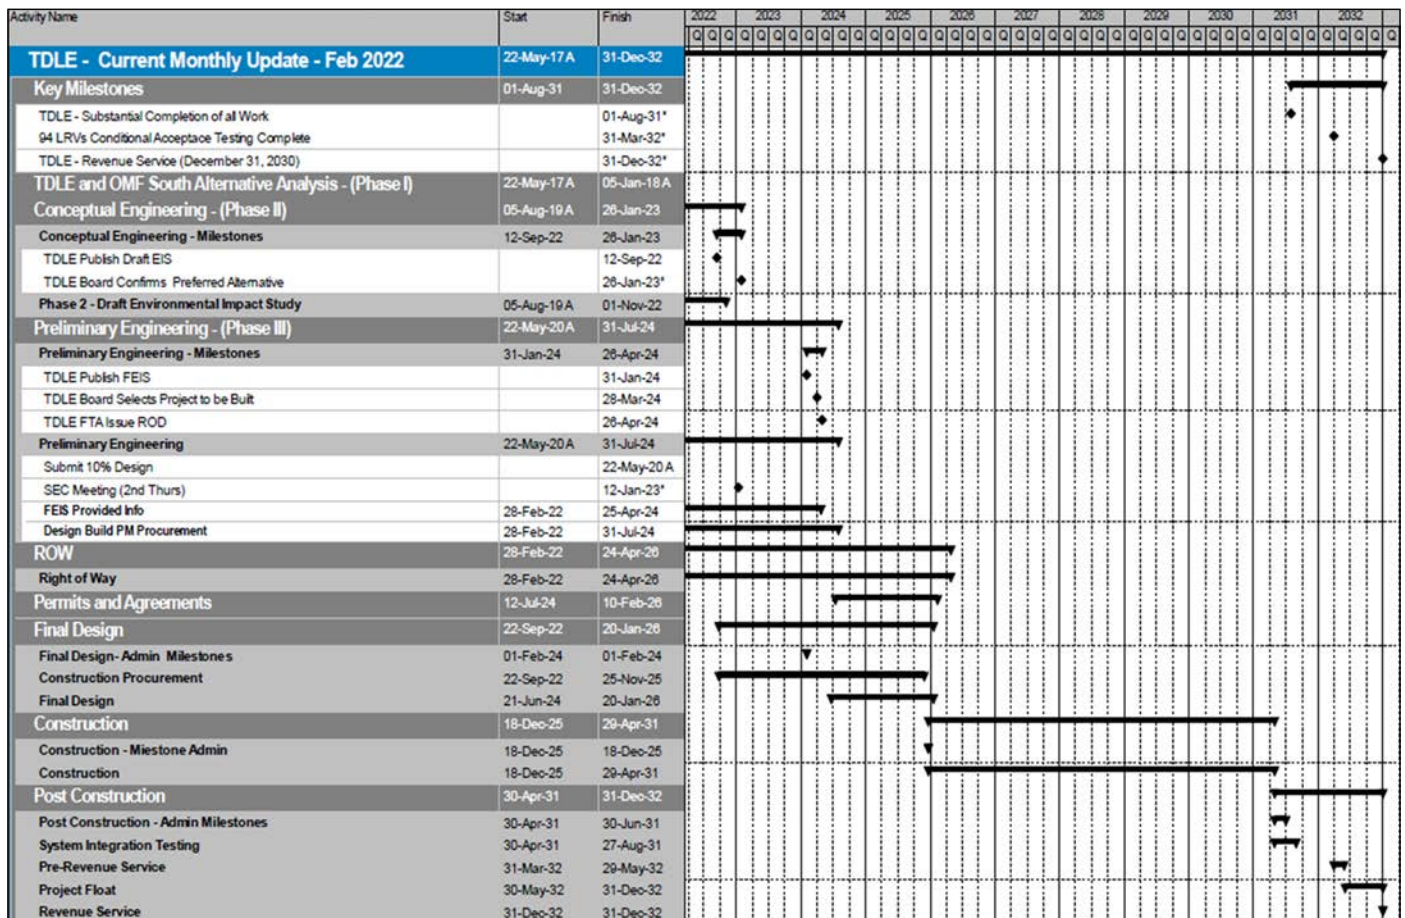 Activity Name Start Finish 2022 2023 2024 2025 2026 2027 2028 2029 2030 2031 2032
Q Q Q Q Q Q Q Q Q Q Q Q Q Q Q Q Q Q Q Q Q Q Q Q Q Q Q Q Q Q Q Q Q Q Q Q Q Q Q Q Q Q Q Q
TDLE - Current Monthly Update - Feb 2022 22-May-17 A 31-Dec-32
Key Milestones 01-Aug-31 31-Dec-32
TDLE - Substantial Completion of all Work 01-Aug-31*
94 LRVs Conditional Acceptace Testing Complete 31-Mar-32*
TDLE - Revenue Service (December 31, 2030) 31-Dec-32*
TDLE and OMF South Alternative Analysis - (Phase I) 22-May-17 A 05-Jan-18 A
Conceptual Engineering - (Phase II) 05-Aug-19 A 26-Jan-23
Conceptual Engineering - Milestones 12-Sep-22 26-Jan-23
TDLE Publish Draft EIS 12-Sep-22
TDLE Board Confirms Preferred Alternative 26-Jan-23*
Phase 2 - Draft Environmental Impact Study 05-Aug-19 A 01-Nov-22
Preliminary Engineering - (Phase III) 22-May-20 A 31-Jul-24
Preliminary Engineering - Milestones 31-Jan-24 26-Apr-24
TDLE Publish FEIS 31-Jan-24
TDLE Board Selects Project to be Built 28-Mar-24
TDLE FTA Issue ROD 26-Apr-24
Preliminary Engineering 22-May-20 A 31-Jul-24
Submit 10% Design 22-May-20 A
SEC Meeting (2nd Thurs) 12-Jan-23*
FEIS Provided Info 28-Feb-22 25-Apr-24
Design Build PM Procurement 28-Feb-22 31-Jul-24
ROW 28-Feb-22 24-Apr-26
Right of Way 28-Feb-22 24-Apr-26
Permits and Agreements 12-Jul-24 10-Feb-26
Final Design 22-Sep-22 20-Jan-26
Final Design- Admin Milestones 01-Feb-24 01-Feb-24
Construction Procurement 22-Sep-22 25-Nov-25
Final Design 21-Jun-24 20-Jan-26
Construction 18-Dec-25 29-Apr-31
Construction - Miestone Admin 18-Dec-25 18-Dec-25
Construction 18-Dec-25 29-Apr-31
Post Construction 30-Apr-31 31-Dec-32
Post Construction - Admin Milestones 30-Apr-31 30-Jun-31
System Integration Testing 30-Apr-31 27-Aug-31
Pre-Revenue Service 31-Mar-32 29-May-32
Project Float 30-May-32 31-Dec-32
Revenue Service 31-Dec-32 31-Dec-32